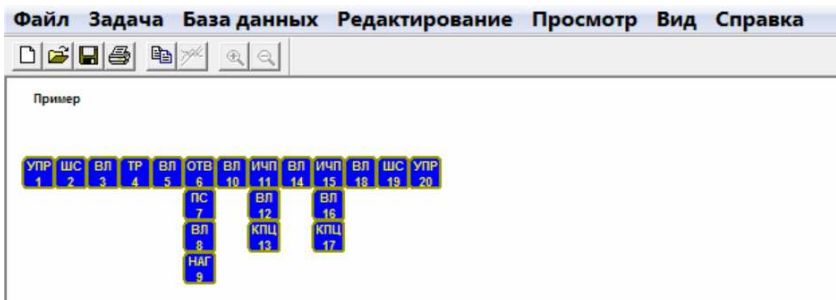 Файл Задача База данных Редактирование Просмотр Вид Справка
Пример
УПР ШС ВЛ ТР ВЛ ОТВ ВЛ ИЧП ВЛ ИЧП ВЛ ШС УПР
1 2 3 4 5 6 10 11 14 15 18 19 20
ПС ВЛ ВЛ
7 12 16
ВЛ КПЦ КПЦ
8 13 17
НАГ
9